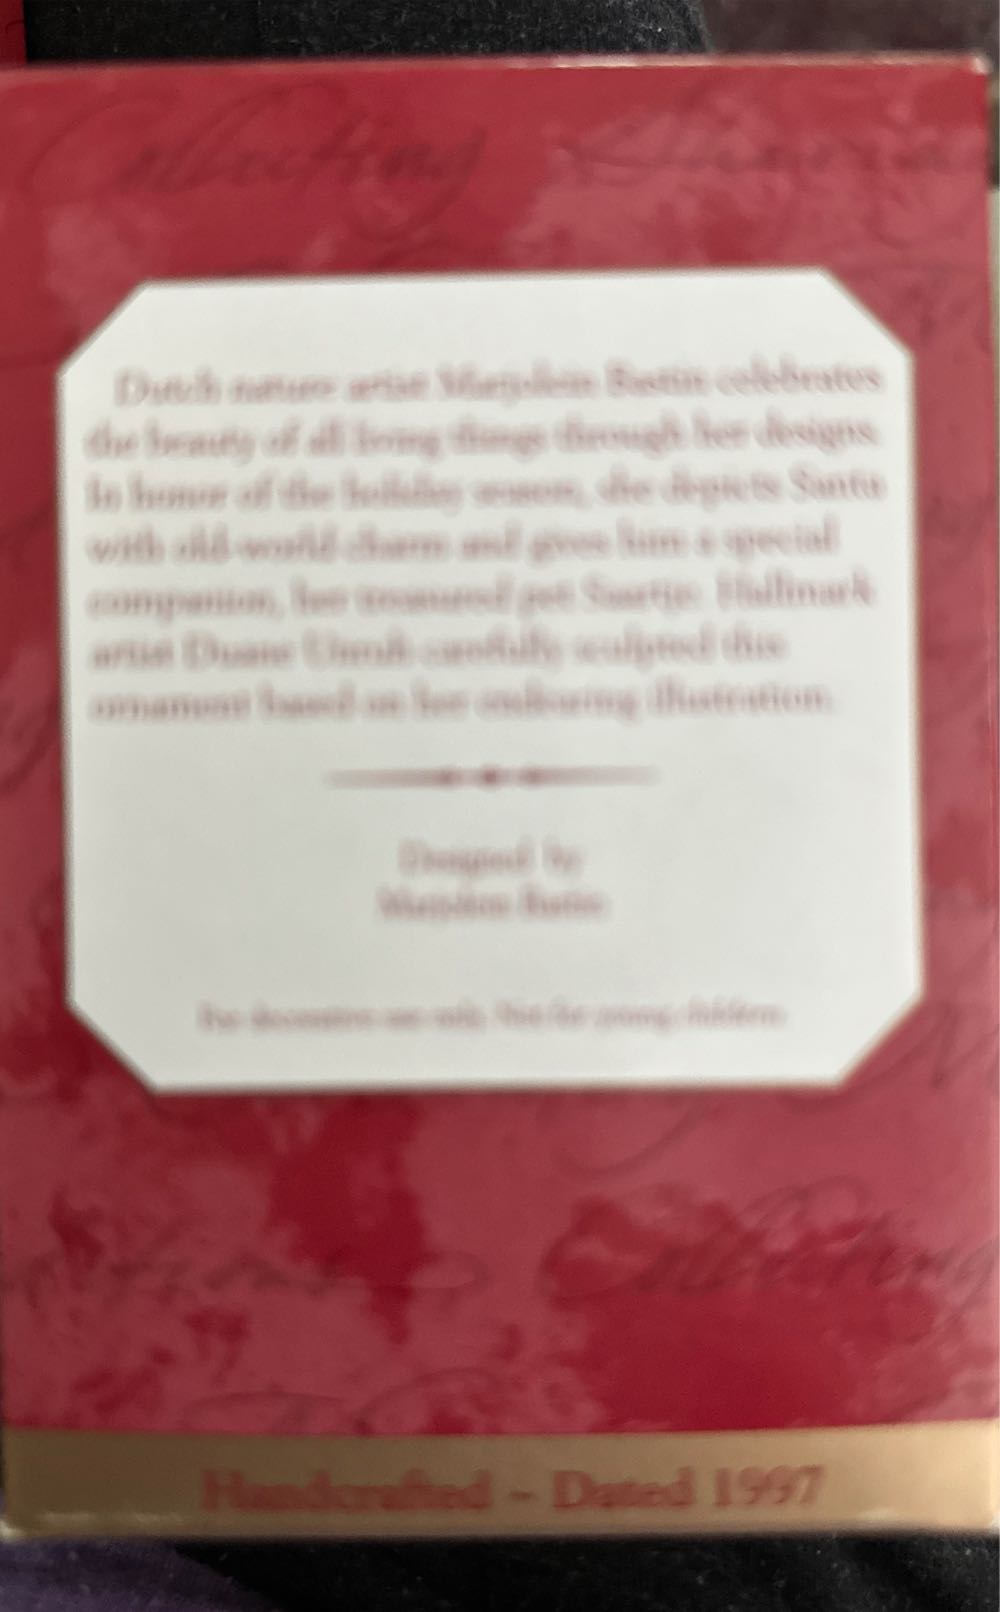 Collecting Memories
Dutch nature artist Marjolein Bastin celebrates
the beauty of all living things through her designs.
In honor of the holiday season, she depicts Santa
with old-world charm and gives him a special
companion, her treasured pet Saartje. Hallmark
artist Duane Unruh carefully sculpted this
ornament based on her endearing illustration.
Designed by
Marjolein Bastin
For decorative use only. Not for young children.
Collecting
Handcrafted - Dated 1997